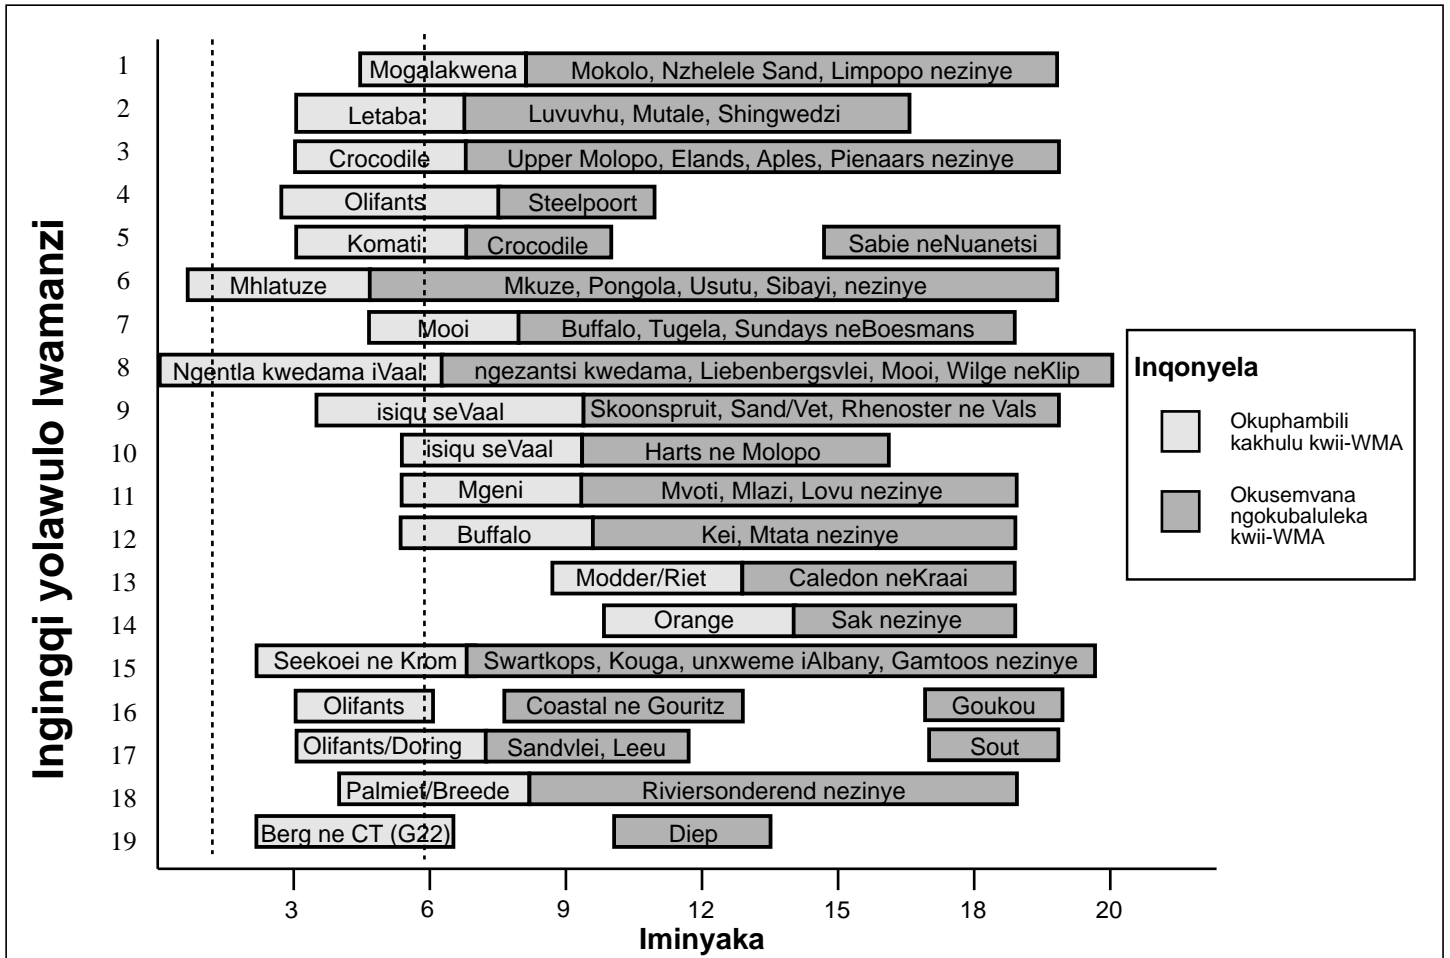 Ingingqi yolawulo lwamanzi
1
Mogalakwena
Mokolo, Nzhelele Sand, Limpopo nezinye
2
Letaba
Luvuvhu, Mutale, Shingwedzi
3
Crocodile
Upper Molopo, Elands, Aples, Pienaars nezinye
4
Olifants
Steelpoort
5
Komati
Crocodile
Sabie neNuanetsi
6
Mhlatuze
Mkuze, Pongola, Usutu, Sibayi, nezinye
7
Mooi
Buffalo, Tugela, Sundays neBoesmans
8
Ngentla kwedama iVaal
ngezantsi kwedama, Liebenbergsvlei, Mooi, Wilge neKlip
9
isiqu seVaal
Skoonspruit, Sand/Vet, Rhenoster ne Vals
10
isiqu seVaal
Harts ne Molopo
11
Mgeni
Mvoti, Mlazi, Lovu nezinye
12
Buffalo
Kei, Mtata nezinye
13
Modder/Riet
Caledon neKraai
14
Orange
Sak nezinye
15
Seekoei ne Krom
Swartkops, Kouga, unxweme iAlbany, Gamtoos nezinye
16
Olifants
Coastal ne Gouritz
Goukou
17
Olifants/Doring
Sandvlei, Leeu
Sout
18
Palmiet/Breede
Riviersonderend nezinye
19
Berg ne CT (G22)
Diep
3 6 9 12 15 18 20
Iminyaka
Inqonyela
Okuphambili
kakhulu kwii-WMA
Okusemvana
ngokubaluleka
kwii-WMA